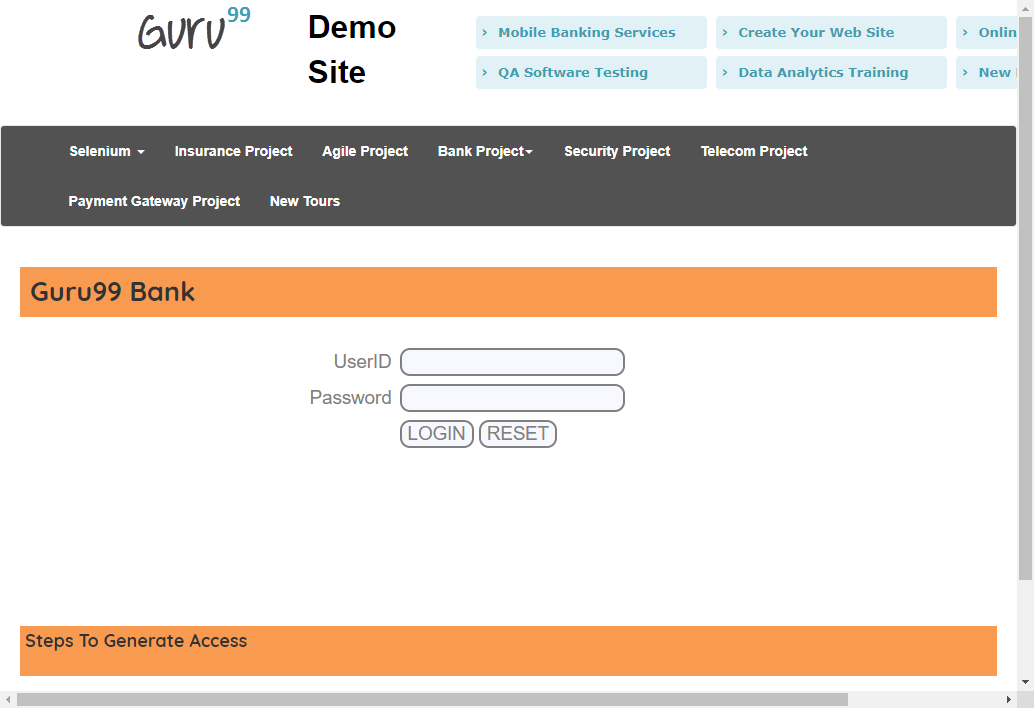 Guru99
Demo
Site
› Mobile Banking Services
› Create Your Web Site
› Onlin
› QA Software Testing
› Data Analytics Training
› New
Selenium
Insurance Project
Agile Project
Bank Project
Security Project
Telecom Project
Payment Gateway Project
New Tours
Guru99 Bank
UserID
Password
LOGIN RESET
Steps To Generate Access